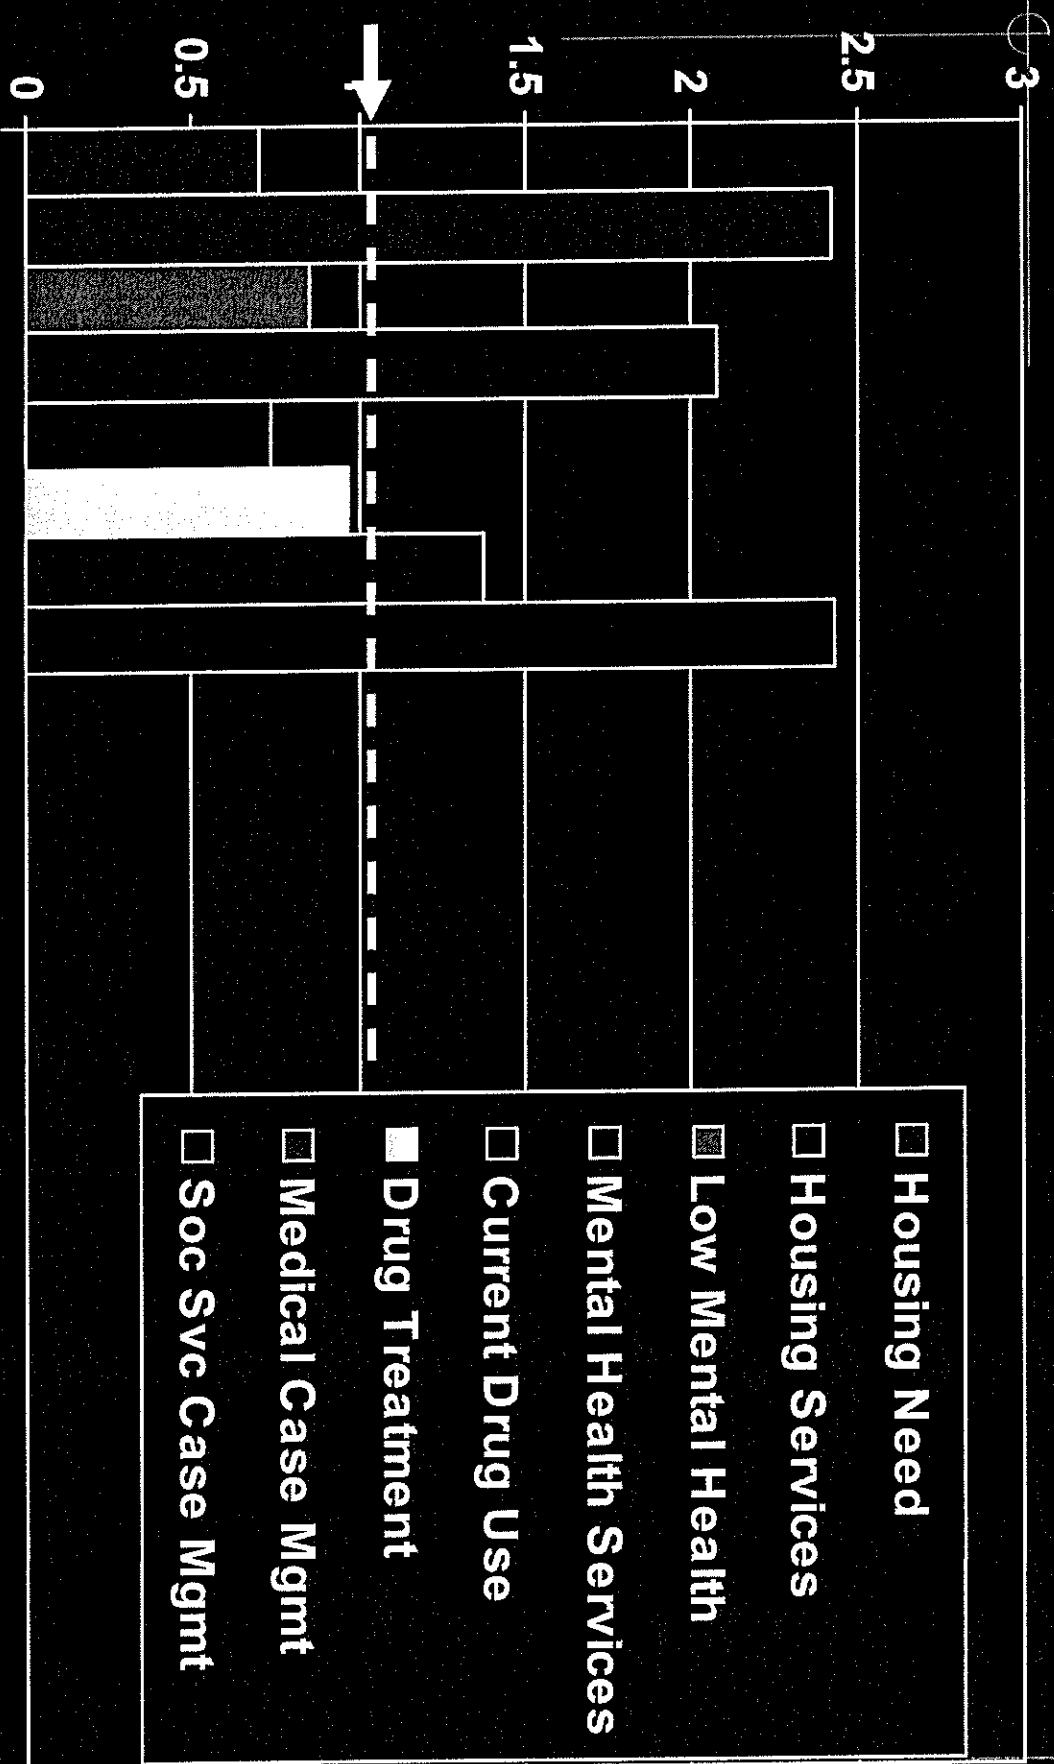 3
2.5
2
1.5
0.5
0
Housing Need
Housing Services
Low Mental Health
Mental Health Services
Current Drug Use
Drug Treatment
Medical Case Mgmt
Soc Svc Case Mgmt